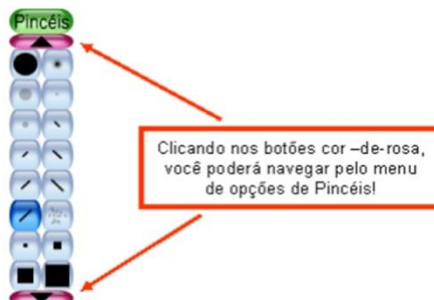 Pincéis
Clicando nos botões cor –de-rosa,
você poderá navegar pelo menu
de opções de Pincéis!